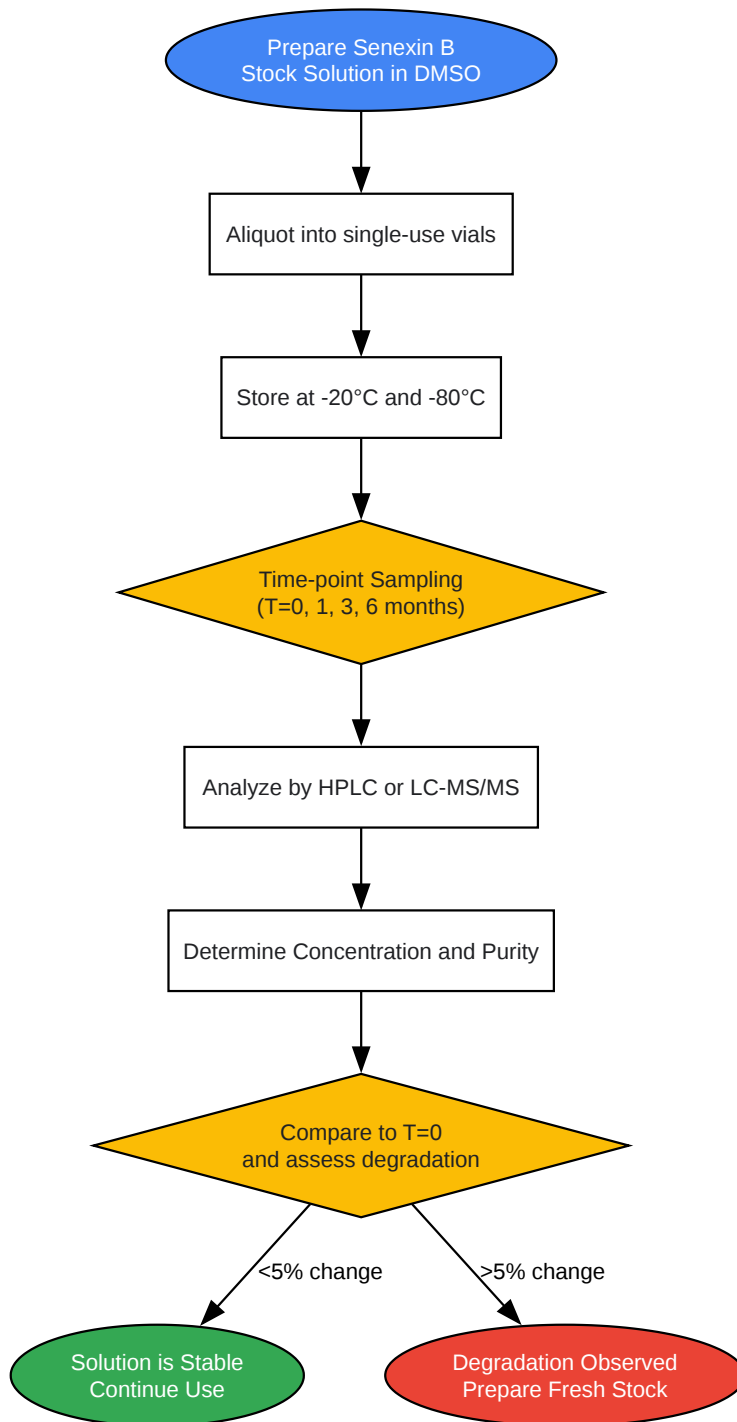 Prepare Senexin B
Stock Solution in DMSO
Aliquot into single-use vials
Store at -20°C and -80°C
Time-point Sampling
(T=0, 1, 3, 6 months)
Analyze by HPLC or LC-MS/MS
Determine Concentration and Purity
Compare to T=0
and assess degradation
<5% change
>5% change
Solution is Stable
Continue Use
Degradation Observed
Prepare Fresh Stock